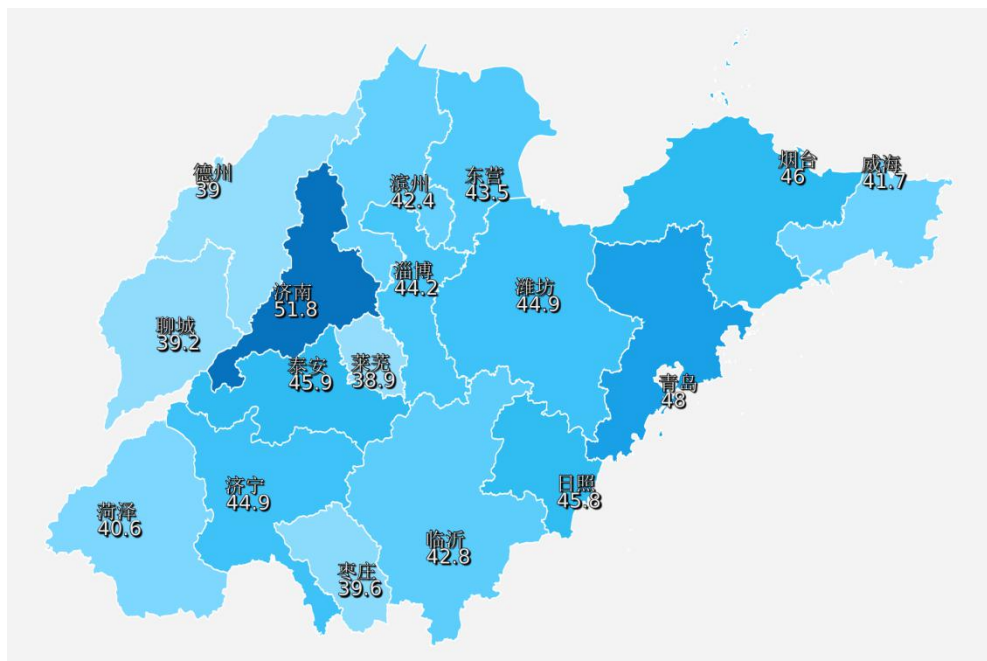 德州
39
滨州
42.4
东营
43.5
烟台
46
威海
41.7
济南
51.8
淄博
44.2
潍坊
44.9
聊城
39.2
泰安
45.9
莱芜
38.9
青岛
48
菏泽
40.6
济宁
44.9
日照
45.8
临沂
42.8
枣庄
39.6